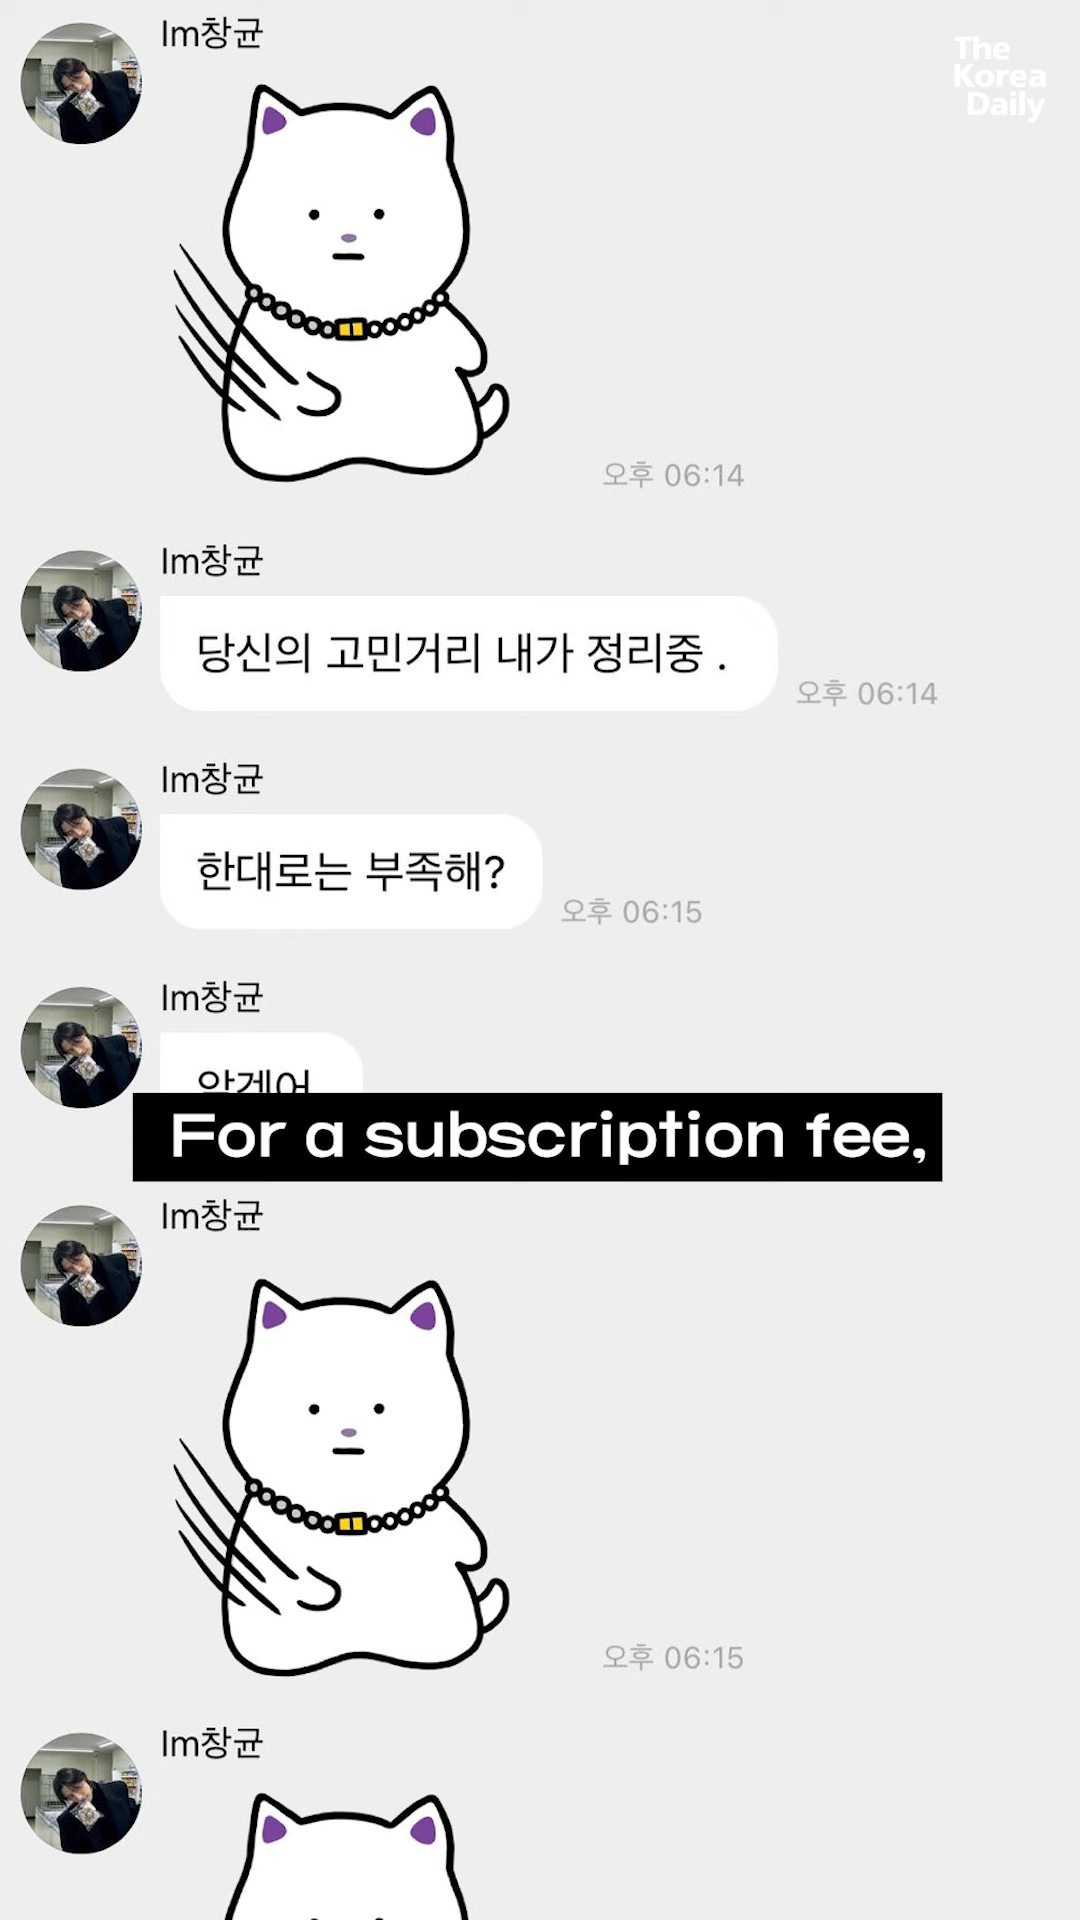 Im창균
The
Korea
Daily
오후 06:14
Im창균
당신의 고민거리 내가 정리중 .
오후 06:14
Im창균
한대로는 부족해?
오후 06:15
Im창균
For a subscription fee,
Im창균
오후 06:15
Im창균